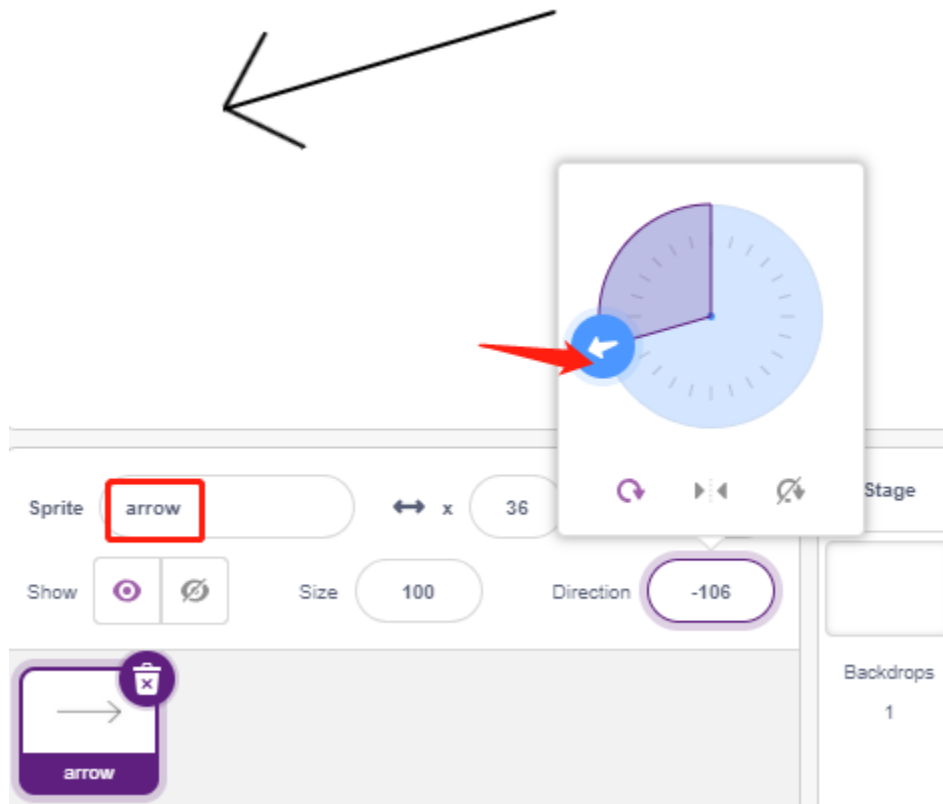 Sprite arrow x 36
Stage
Show Size 100 Direction -106
Backdrops
1
arrow